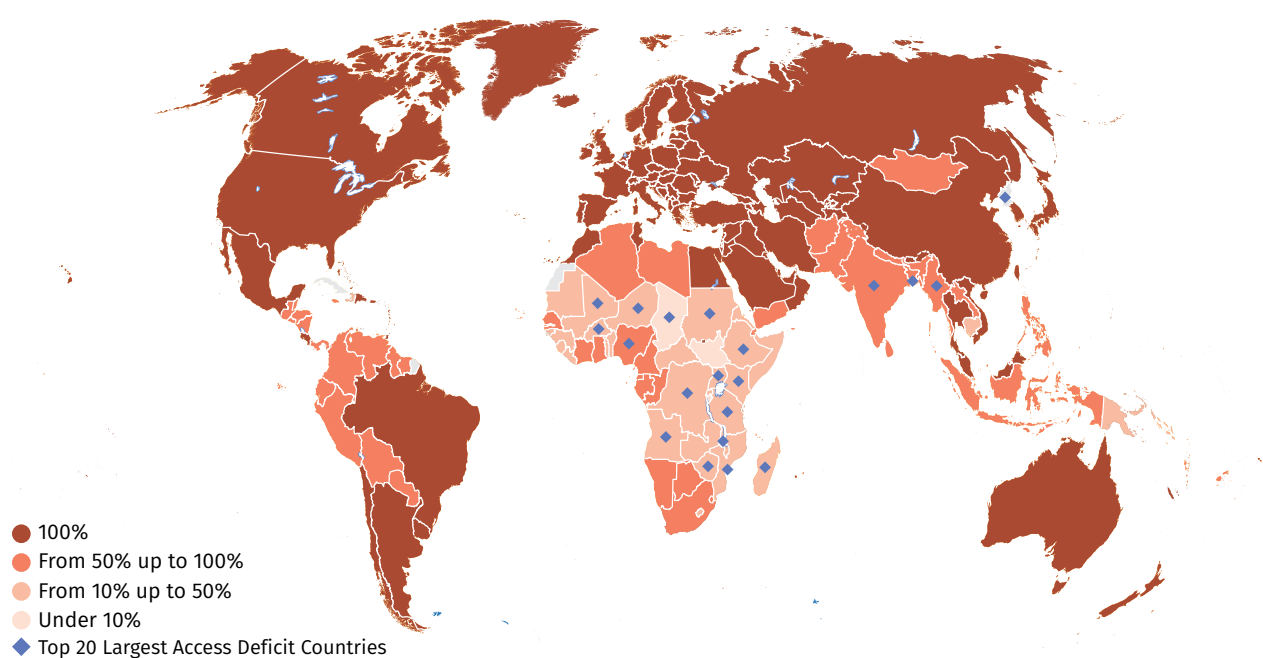 100%
From 50% up to 100%
From 10% up to 50%
Under 10%
Top 20 Largest Access Deficit Countries